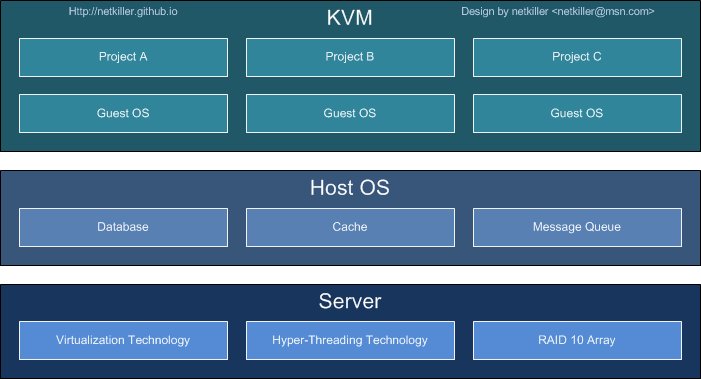 Http://netkiller.github.io
KVM
Design by netkiller <netkiller@msn.com>
Project A
Project B
Project C
Guest OS
Guest OS
Guest OS
Host OS
Database
Cache
Message Queue
Server
Virtualization Technology
Hyper-Threading Technology
RAID 10 Array